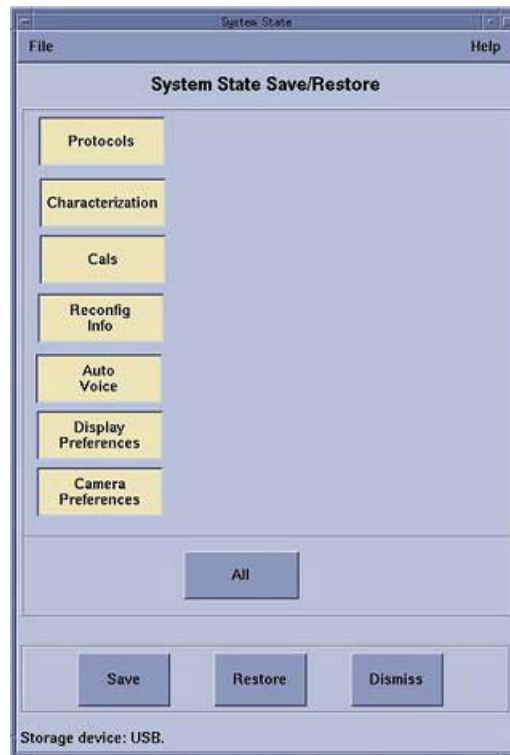 System State
File Help
System State Save/Restore
Protocols
Characterization
Cals
Reconfig
Info
Auto
Voice
Display
Preferences
Camera
Preferences
All
Save Restore Dismiss
Storage device: USB.